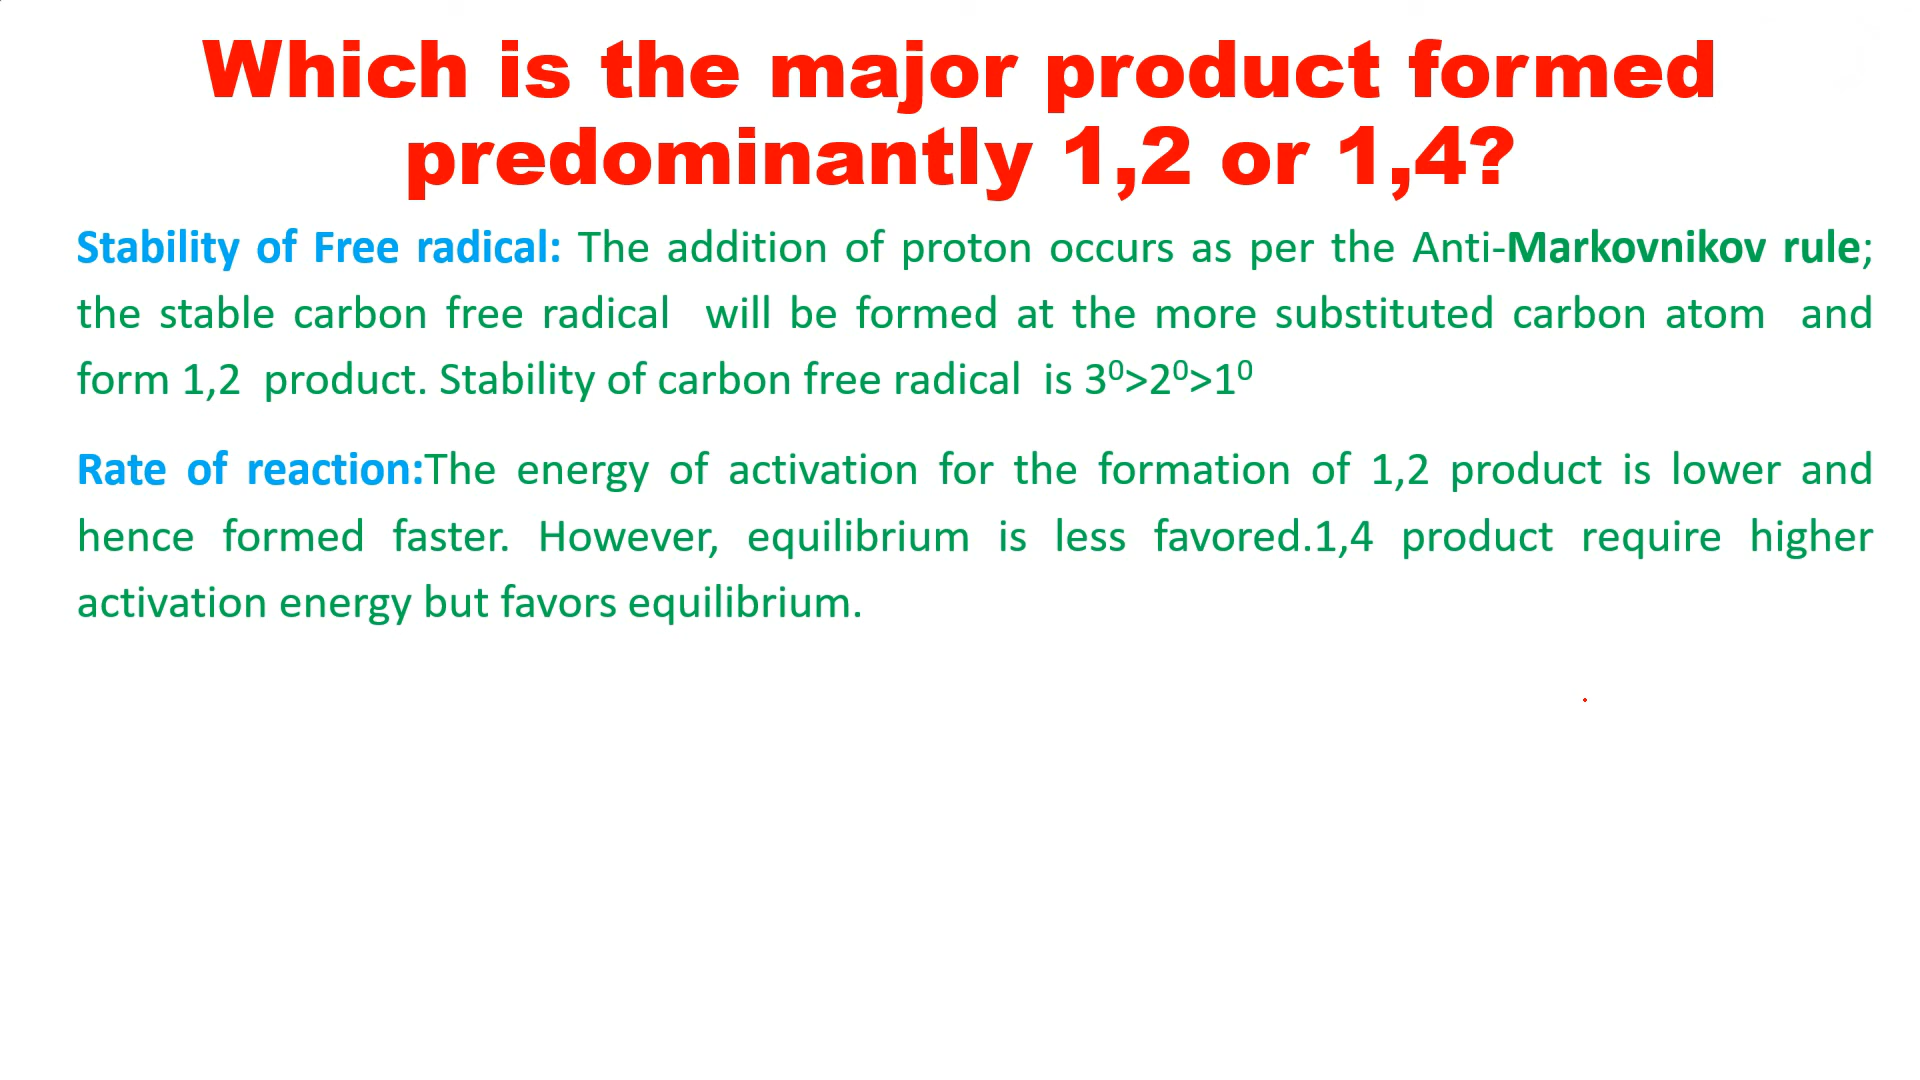 Which is the major product formed
predominantly 1,2 or 1,4?
Stability of Free radical: The addition of proton occurs as per the Anti-Markovnikov rule;
the stable carbon free radical will be formed at the more substituted carbon atom and
form 1,2 product. Stability of carbon free radical is 3⁰>2⁰>1⁰
Rate of reaction:The energy of activation for the formation of 1,2 product is lower and
hence formed faster. However, equilibrium is less favored.1,4 product require higher
activation energy but favors equilibrium.